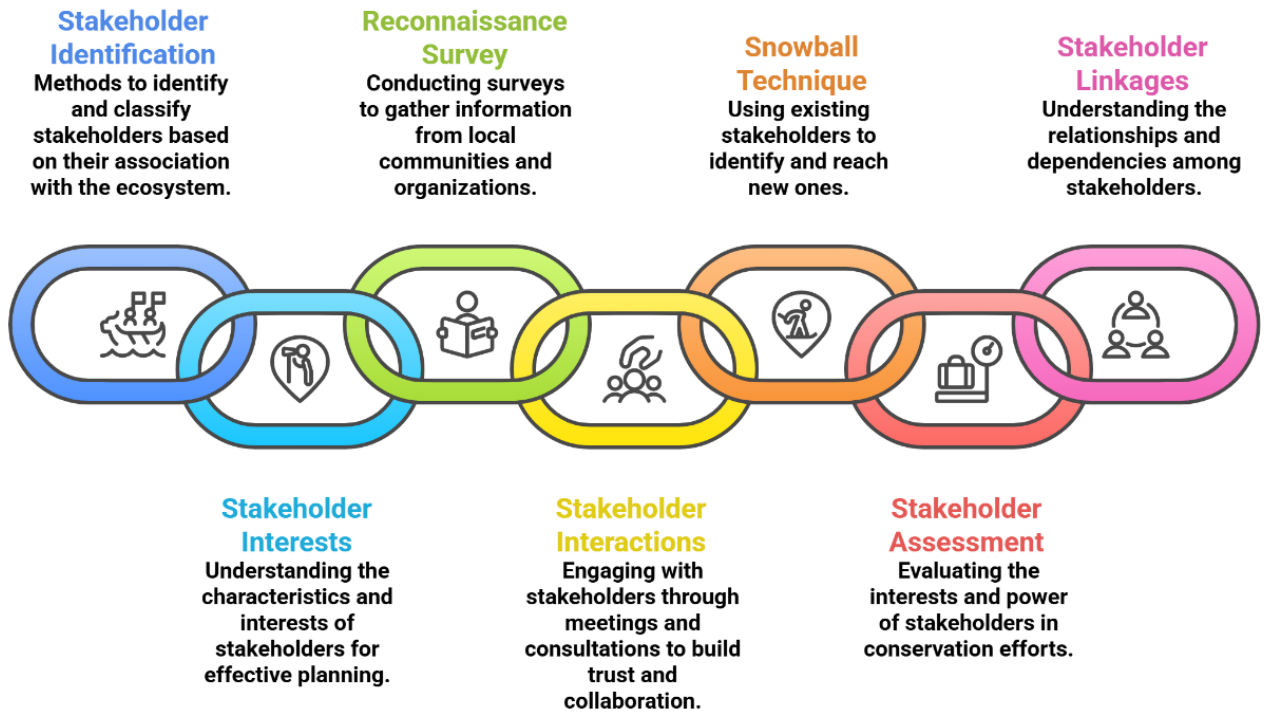 Stakeholder
Identification
Methods to identify
and classify
stakeholders based
on their association
with the ecosystem.
Stakeholder
Interests
Understanding the
characteristics and
interests of
stakeholders for
effective planning.
Reconnaissance
Survey
Conducting surveys
to gather information
from local
communities and
organizations.
Stakeholder
Interactions
Engaging with
stakeholders through
meetings and
consultations to build
trust and
collaboration.
Snowball
Technique
Using existing
stakeholders to
identify and reach
new ones.
Stakeholder
Assessment
Evaluating the
interests and power
of stakeholders in
conservation efforts.
Stakeholder
Linkages
Understanding the
relationships and
dependencies among
stakeholders.